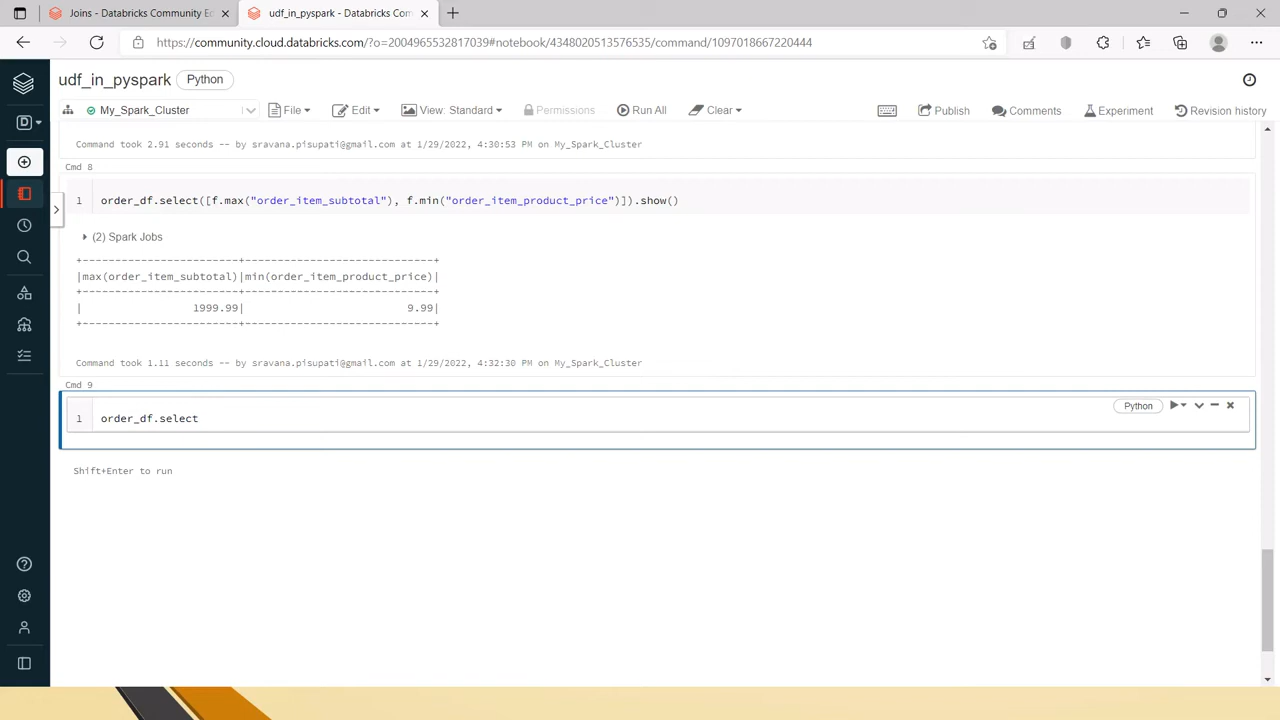 Joins - Databricks Community Ed
udf_in_pyspark - Databricks Com
https://community.cloud.databricks.com/?o=2004965532817039#notebook/4348020513576535/command/1097018667220444
udf_in_pyspark Python
My_Spark_Cluster File Edit View: Standard Permissions Run All Clear Publish Comments Experiment Revision history
D
Command took 2.91 seconds -- by sravana.pisupati@gmail.com at 1/29/2022, 4:30:53 PM on My_Spark_Cluster
Cmd 8
1 order_df.select([f.max("order_item_subtotal"), f.min("order_item_product_price")]).show()
(2) Spark Jobs
+------------------------+-----------------------------+
|max(order_item_subtotal)|min(order_item_product_price)|
+------------------------+-----------------------------+
|                 1999.99|                         9.99|
+------------------------+-----------------------------+
Command took 1.11 seconds -- by sravana.pisupati@gmail.com at 1/29/2022, 4:32:30 PM on My_Spark_Cluster
Cmd 9
Python
1 order_df.select
Shift+Enter to run